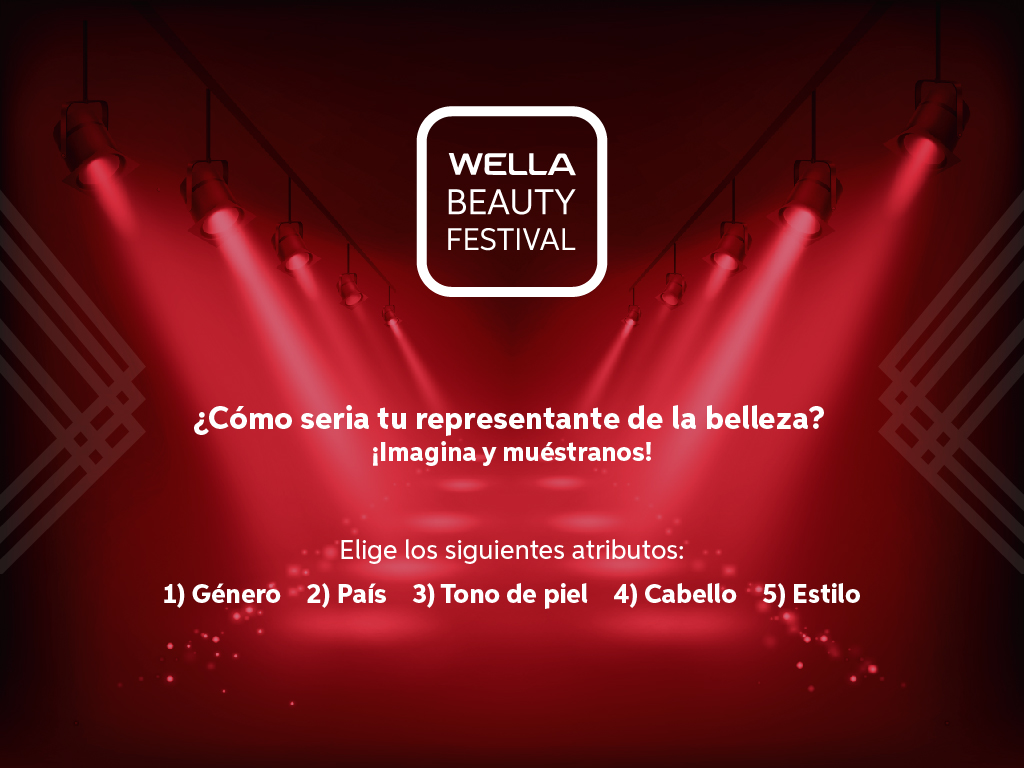 WELLA
BEAUTY
FESTIVAL
¿Cómo seria tu representante de la belleza?
¡Imagina y muéstranos!
Elige los siguientes atributos:
1) Género 2) País 3) Tono de piel 4) Cabello 5) Estilo